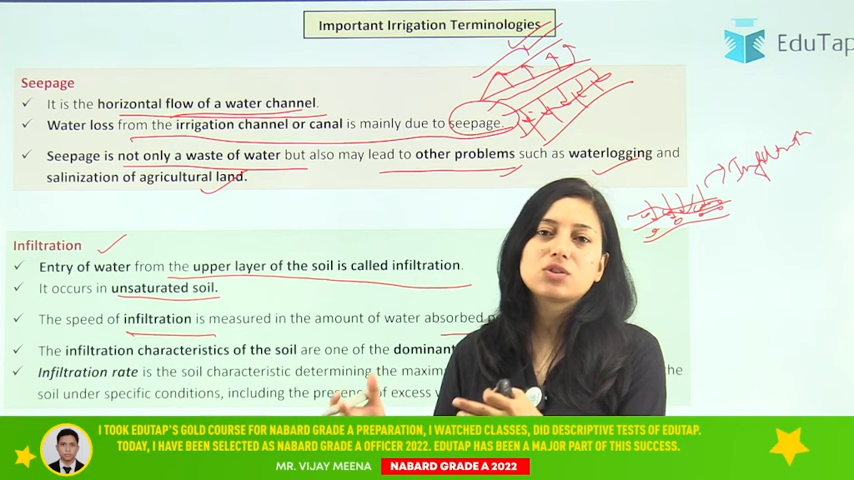 Important Irrigation Terminologies
EduTap
Seepage
✓ It is the horizontal flow of a water channel.
✓ Water loss from the irrigation channel or canal is mainly due to seepage.
✓ Seepage is not only a waste of water but also may lead to other problems such as waterlogging and
salinization of agricultural land.
Infiltration
Infiltration
✓ Entry of water from the upper layer of the soil is called infiltration.
✓ It occurs in unsaturated soil.
✓ The speed of infiltration is measured in the amount of water absorbed
✓ The infiltration characteristics of the soil are one of the dominant
✓ Infiltration rate is the soil characteristic determining the the
soil under specific conditions, including the presence of excess
I TOOK EDUTAP'S GOLD COURSE FOR NABARD GRADE A PREPARATION, I WATCHED CLASSES, DID DESCRIPTIVE TESTS OF EDUTAP.
TODAY, I HAVE BEEN SELECTED AS NABARD GRADE A OFFICER 2022. EDUTAP HAS BEEN A MAJOR PART OF THIS SUCCESS.
MR. VIJAY MEENA NABARD GRADE A 2022